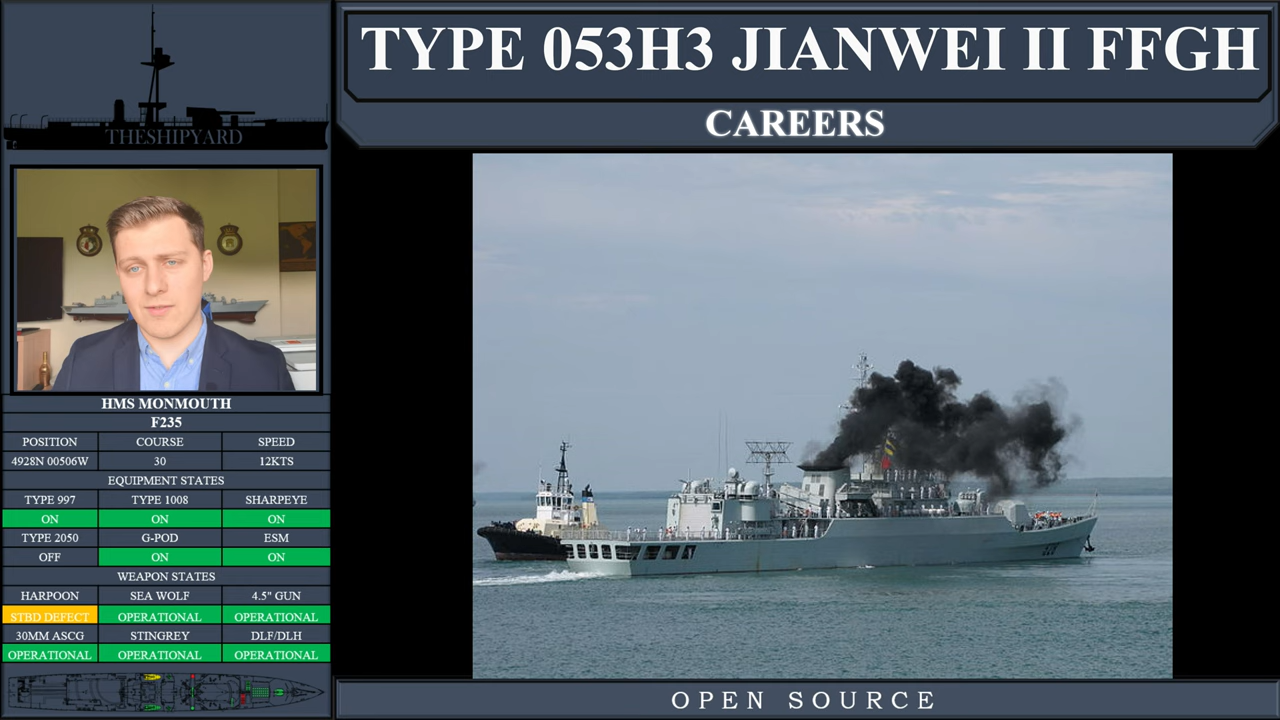 TYPE 053H3 JIANWEI II FFGH
CAREERS
THESHIPYARD
HMS MONMOUTH
F235
POSITION COURSE SPEED
4928N 00506W 30 12KTS
EQUIPMENT STATES
TYPE 997 TYPE 1008 SHARPEYE
ON ON ON
TYPE 2050 G-POD ESM
OFF ON ON
WEAPON STATES
HARPOON SEA WOLF 4.5" GUN
STBD DEFECT OPERATIONAL OPERATIONAL
30MM ASCG STINGREY DLF/DLH
OPERATIONAL OPERATIONAL OPERATIONAL
OPEN SOURCE